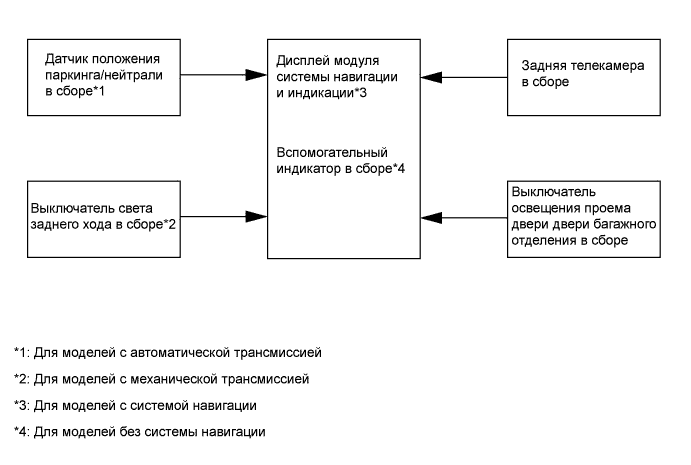 Датчик положения
паркинга/нейтрали
в сборе*1
Дисплей модуля
системы навигации
и индикации*3
Вспомогательный
индикатор в сборе*4
Задняя телекамера
в сборе
Выключатель света
заднего хода в сборе*2
Выключатель
освещения проема
двери двери багажного
отделения в сборе
*1: Для моделей с автоматической трансмиссией
*2: Для моделей с механической трансмиссией
*3: Для моделей с системой навигации
*4: Для моделей без системы навигации